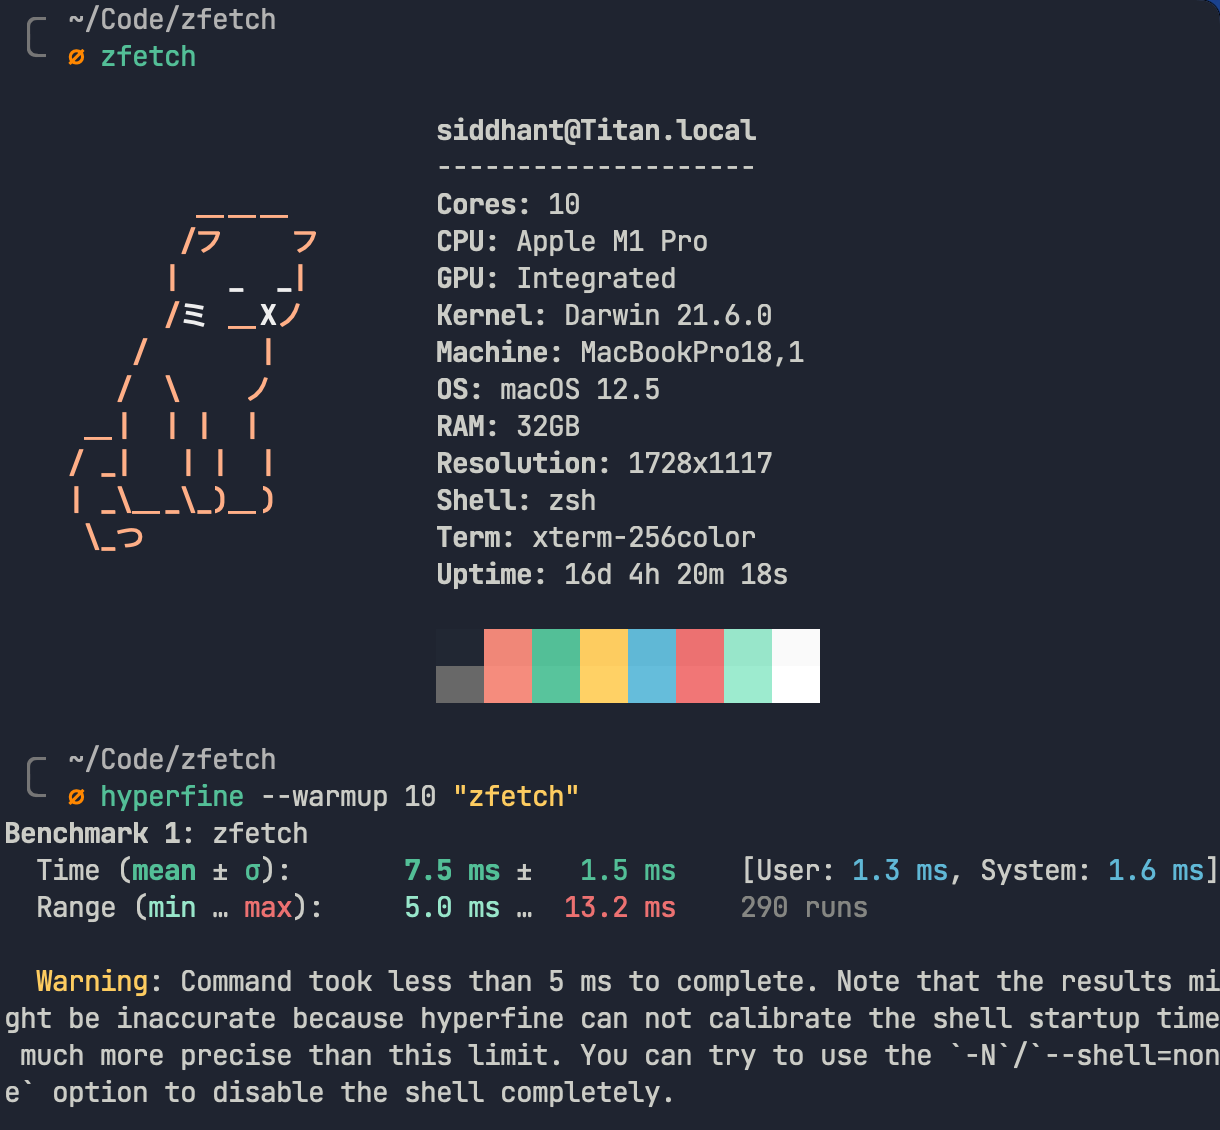 ~/Code/zfetch
ø zfetch
siddhant@Titan.local
--------------------
Cores: 10
CPU: Apple M1 Pro
GPU: Integrated
Kernel: Darwin 21.6.0
Machine: MacBookPro18,1
OS: macOS 12.5
RAM: 32GB
Resolution: 1728x1117
Shell: zsh
Term: xterm-256color
Uptime: 16d 4h 20m 18s
~/Code/zfetch
ø hyperfine --warmup 10 "zfetch"
Benchmark 1: zfetch
  Time (mean ± σ):       7.5 ms ±   1.5 ms    [User: 1.3 ms, System: 1.6 ms]
  Range (min … max):     5.0 ms …  13.2 ms    290 runs
  Warning: Command took less than 5 ms to complete. Note that the results mi
ght be inaccurate because hyperfine can not calibrate the shell startup time
 much more precise than this limit. You can try to use the `-N`/`--shell=non
e` option to disable the shell completely.